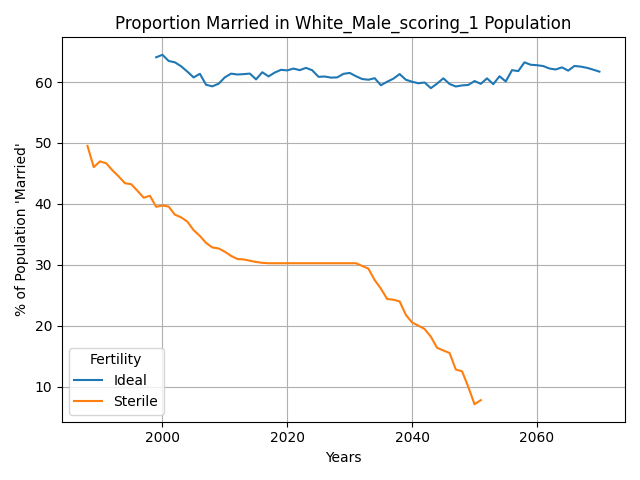 Proportion Married in White_Male_scoring_1 Population
% of Population 'Married'
60
50
40
30
20
10
Fertility
Ideal
Sterile
2000
2020
2040
2060
Years